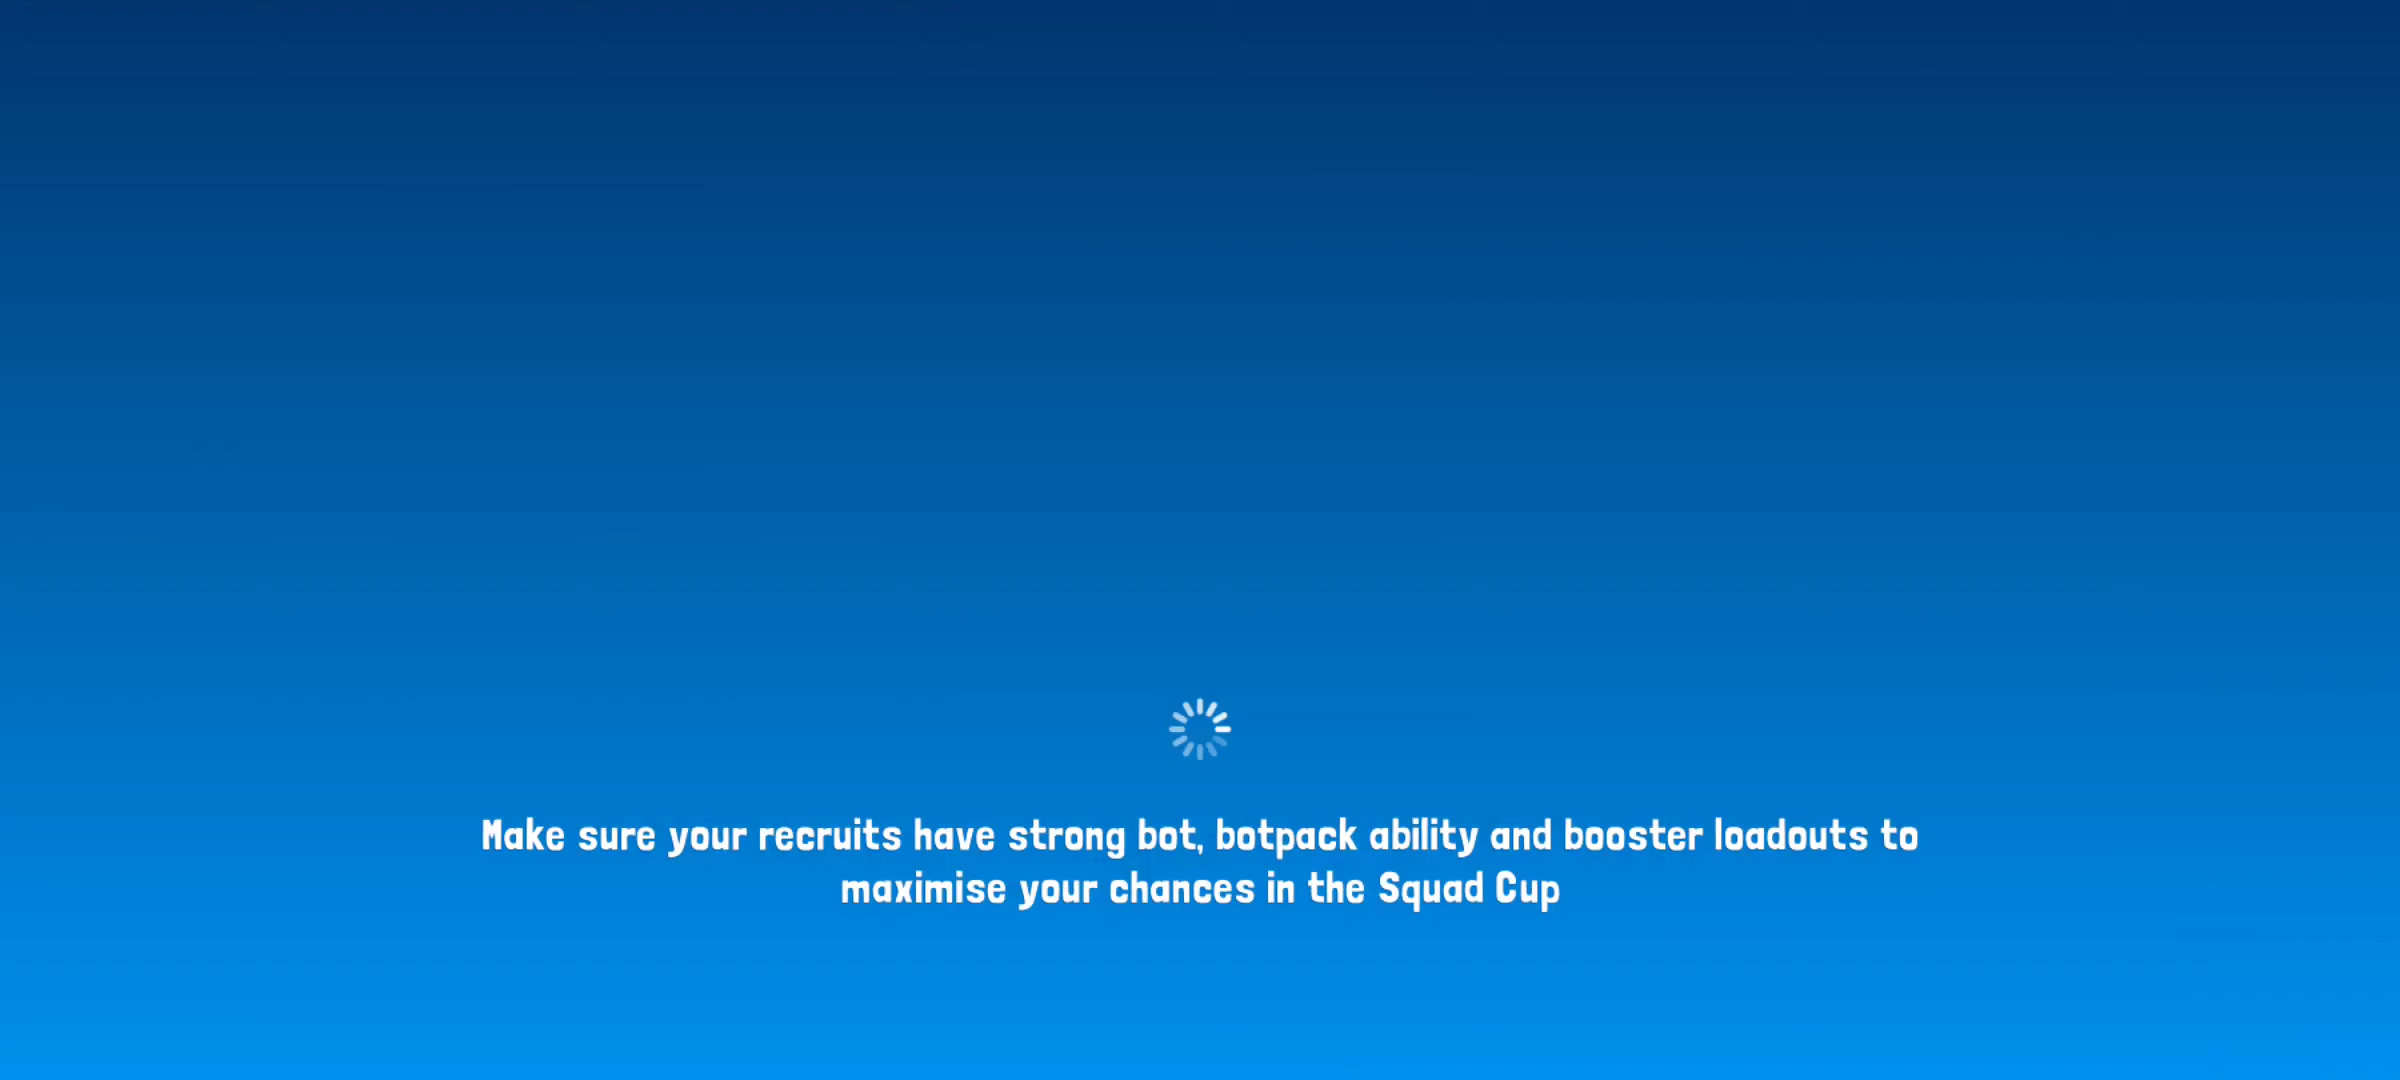 Make sure your recruits have strong bot, botpack ability and booster loadouts to
maximise your chances in the Squad Cup